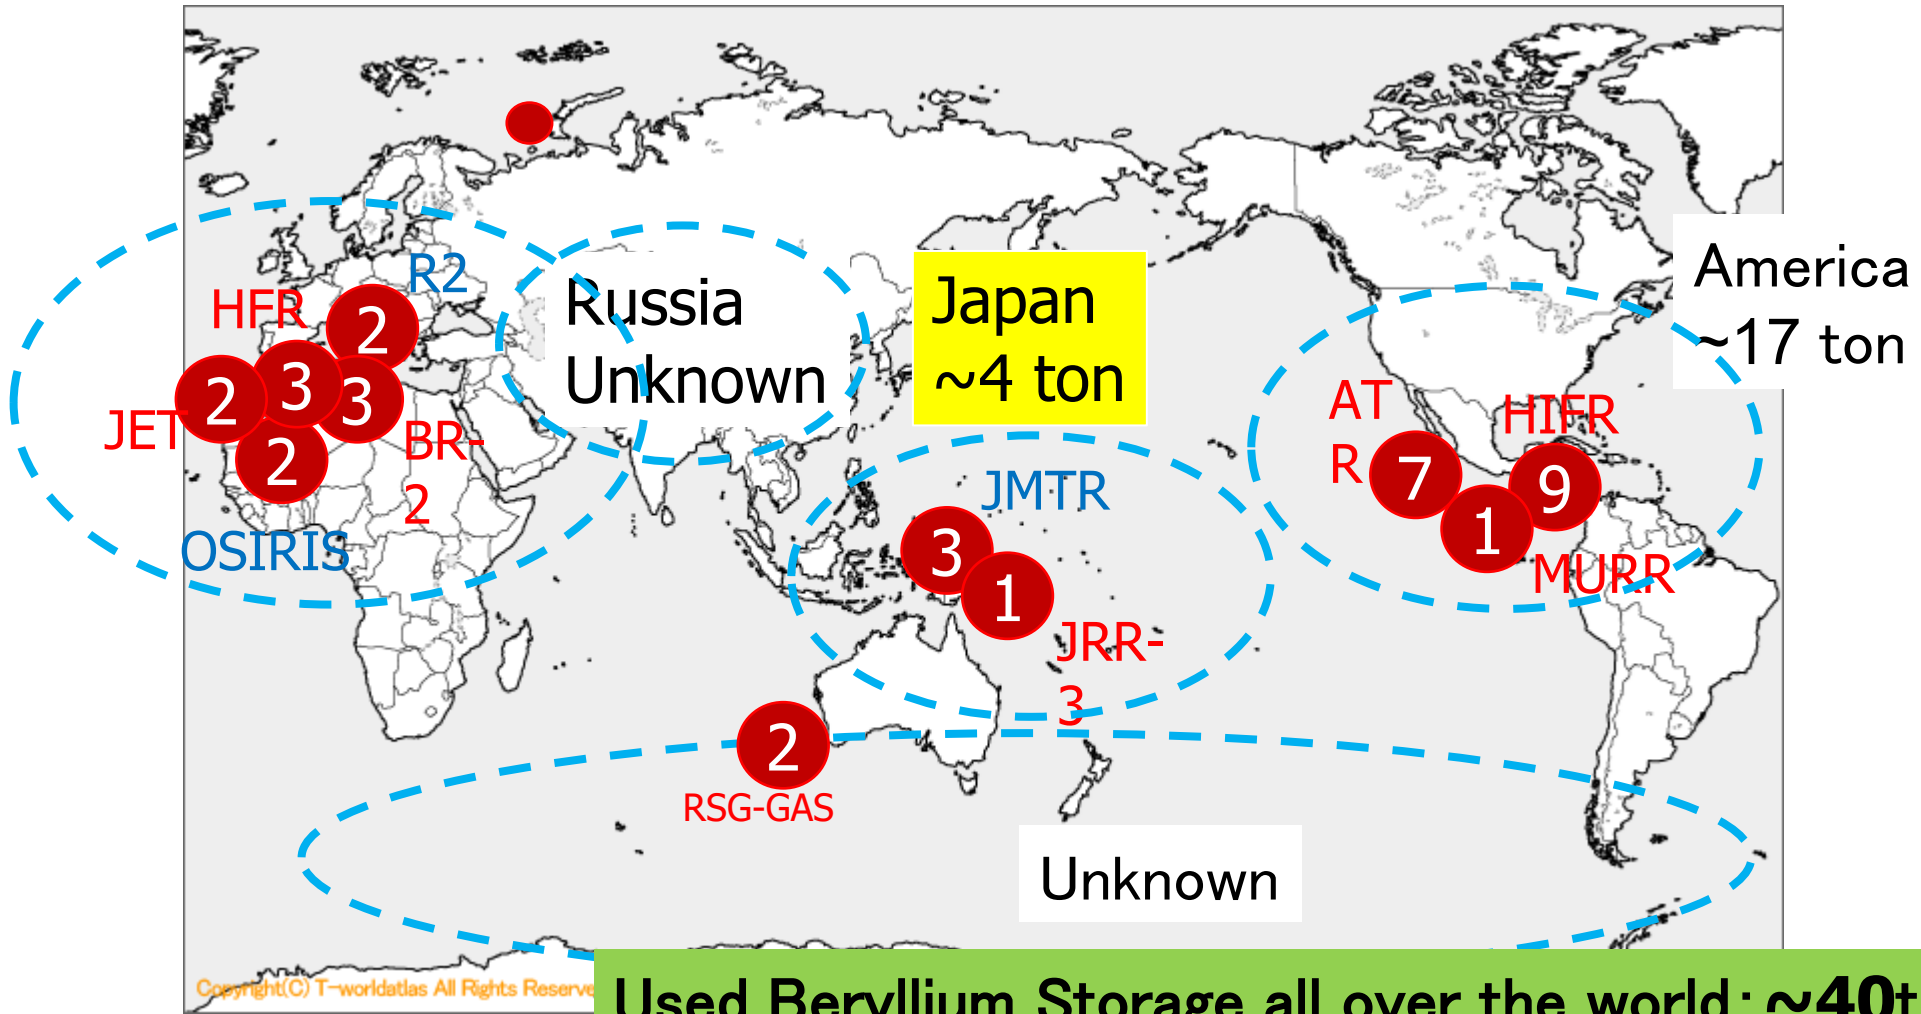 R2
HFR
2
2
3
3
JET
BR-
2
2
OSIRIS
Russia
Unknown
Japan
~4 ton
America
~17 ton
AT
R
HIFR
7
9
1
MURR
JMTR
3
1
JRR-
3
2
RSG-GAS
Unknown
Copyright(C) T-worldatlas All Rights Reserve
Used Beryllium Storage all over the world: ~40t